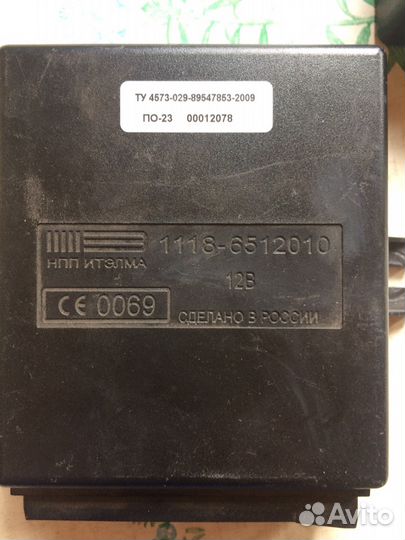 ТУ 4573-029-89547853-2009
ПО-23 00012078
1118-6512010
НПП ИТЭЛМА
12В
CE 0069
СДЕЛАНО В РОССИИ
Avito